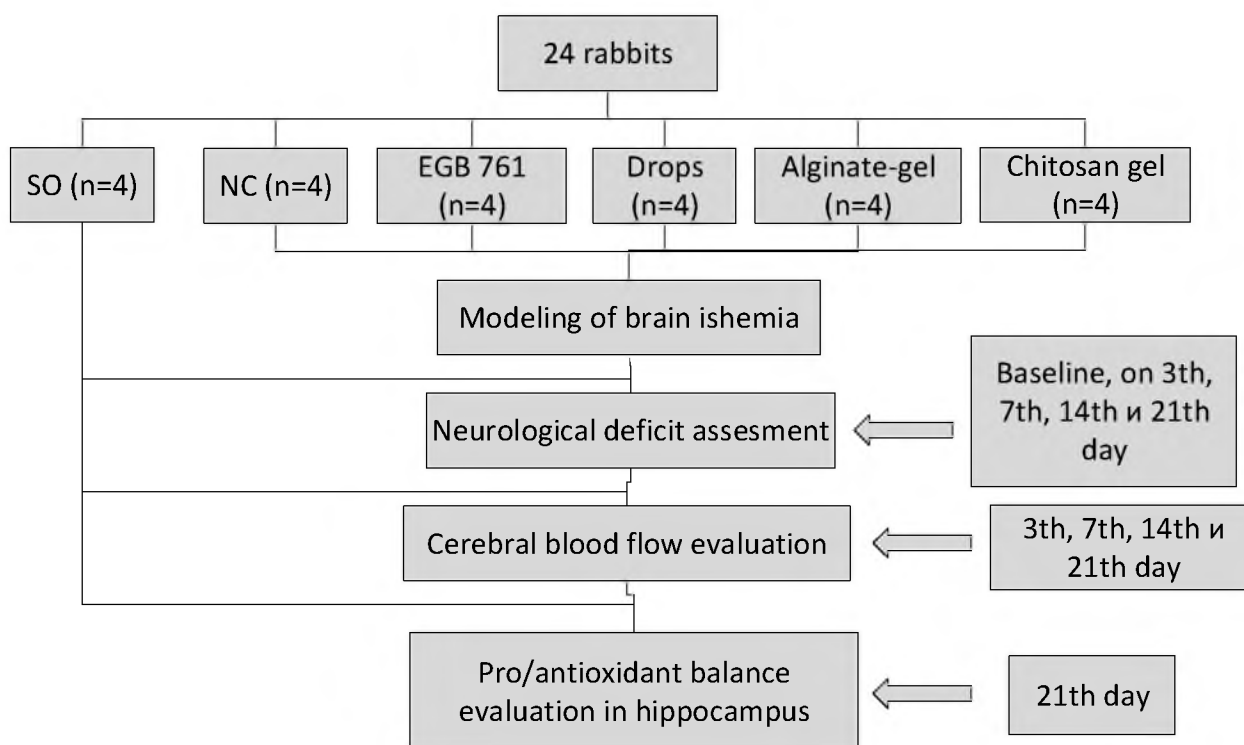 24 rabbits
SO (n=4)
NC (n=4)
EGB 761
(n=4)
Drops
(n=4)
Alginate-gel
(n=4)
Chitosan gel
(n=4)
Modeling of brain ishemia
Neurological deficit assesment
Baseline, on 3th,
7th, 14th и 21th
day
Cerebral blood flow evaluation
3th, 7th, 14th и
21th day
Pro/antioxidant balance
evaluation in hippocampus
21th day